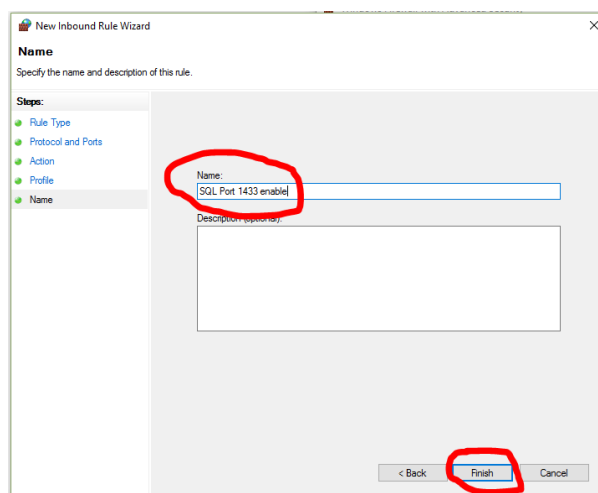 New Inbound Rule Wizard
Name
Specify the name and description of this rule.
Steps:
Rule Type
Protocol and Ports
Action
Profile
Name
Name:
SQL Port 1433 enable
Description (optional):
< Back
Finish
Cancel